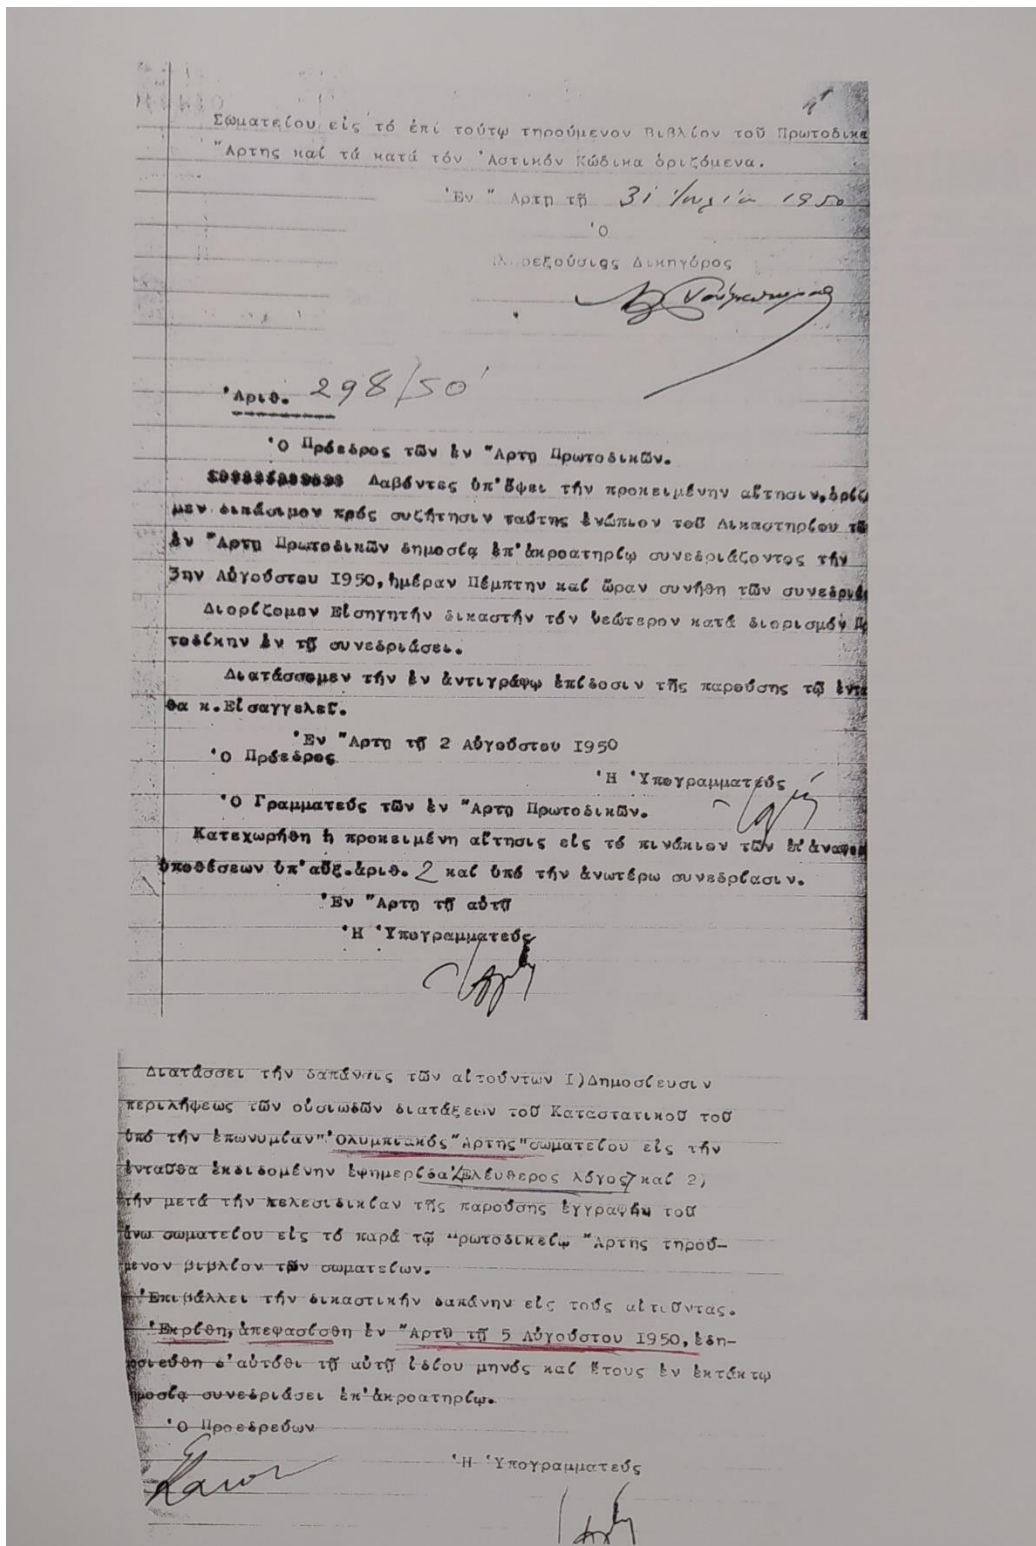 Σωματείου εἰς τό ἐπί τούτῳ τηρούμενον Βιβλίον τοῦ Πρωτοδικε
Ἄρτης καί τά κατά τόν Ἀστικόν Κώδικα ὁριζόμενα.
Ἐν Ἄρτῃ τῇ 31 Ἰουλίου 1950
Ὁ
Πληρεξούσιος Δικηγόρος
Ἀριθ. 298/50
Ὁ Πρόεδρος τῶν ἐν Ἄρτῃ Πρωτοδικῶν.
Λαβόντες ὑπ' ὄψει τήν προκειμένην αἴτησιν, ὁρίζο
μεν δικάσιμον πρός συζήτησιν ταύτης ἐνώπιον τοῦ Δικαστηρίου τῶ
ἐν Ἄρτῃ Πρωτοδικῶν δημοσίᾳ ἐπ' ἀκροατηρίῳ συνεδριάζοντος τήν
3ην Αὐγούστου 1950, ἡμέραν Πέμπτην καί ὥραν συνήθη τῶν συνεδριά
Διορίζομεν Εἰσηγητήν δικαστήν τόν νεώτερον κατά διορισμόν Π
τοδίκην ἐν τῇ συνεδριάσει.
Διατάσσομεν τήν ἐν ἀντιγράφῳ ἐπίδοσιν τῆς παρούσης τῷ ἐντα
θα κ. Εἰσαγγελεῖ.
Ἐν Ἄρτῃ τῇ 2 Αὐγούστου 1950
Ὁ Πρόεδρος
Ἡ Ὑπογραμματεύς
Ὁ Γραμματεύς τῶν ἐν Ἄρτῃ Πρωτοδικῶν.
Κατεχωρήθη ἡ προκειμένη αἴτησις εἰς τό πινάκιον τῶν ἐπ' ἀναφο
ὑποθέσεων ὑπ' αὔξ. ἀριθ. 2 καί ὑπό τήν ἀνωτέρω συνεδρίασιν.
Ἐν Ἄρτῃ τῇ αὐτῇ
Ἡ Ὑπογραμματεύς
Διατάσσει τήν δαπάναις τῶν αἰτούντων Ι) Δημοσίευσιν
περιλήψεως τῶν οὐσιωδῶν διατάξεων τοῦ Καταστατικοῦ τοῦ
ὑπό τήν ἐπωνυμίαν "Ὀλυμπιακός Ἄρτης" σωματείου εἰς τήν
ἐνταῦθα ἐκδιδομένην ἐφημερίδα (Ἐλεύθερος λόγος) καί 2)
τήν μετά τήν τελεσιδικίαν τῆς παρούσης ἐγγραφήν τοῦ
ἄνω σωματείου εἰς τό παρά τῷ Πρωτοδικείῳ Ἄρτης τηρού-
μενον βιβλίον τῶν σωματείων.
Ἐπιβάλλει τήν δικαστικήν δαπάνην εἰς τούς αἰτοῦντας.
Ἐκρίθη, ἀπεφασίσθη ἐν Ἄρτῃ τῇ 5 Αὐγούστου 1950, ἐδη-
μοσιεύθη δ' αὐτόθι τῇ αὐτῇ ἰδίου μηνός καί ἔτους ἐν ἐκτάκτῳ
δημοσίᾳ συνεδριάσει ἐπ' ἀκροατηρίῳ.
Ὁ Προεδρεύων
Ἡ Ὑπογραμματεύς